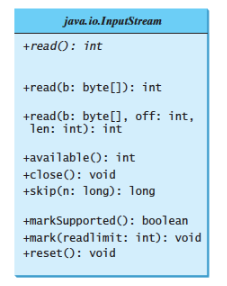 java.io.InputStream
+read(): int
+read(b: byte[]): int
+read(b: byte[], off: int,
len: int): int
+available(): int
+close(): void
+skip(n: long): long
+markSupported(): boolean
+mark(readlimit: int): void
+reset(): void